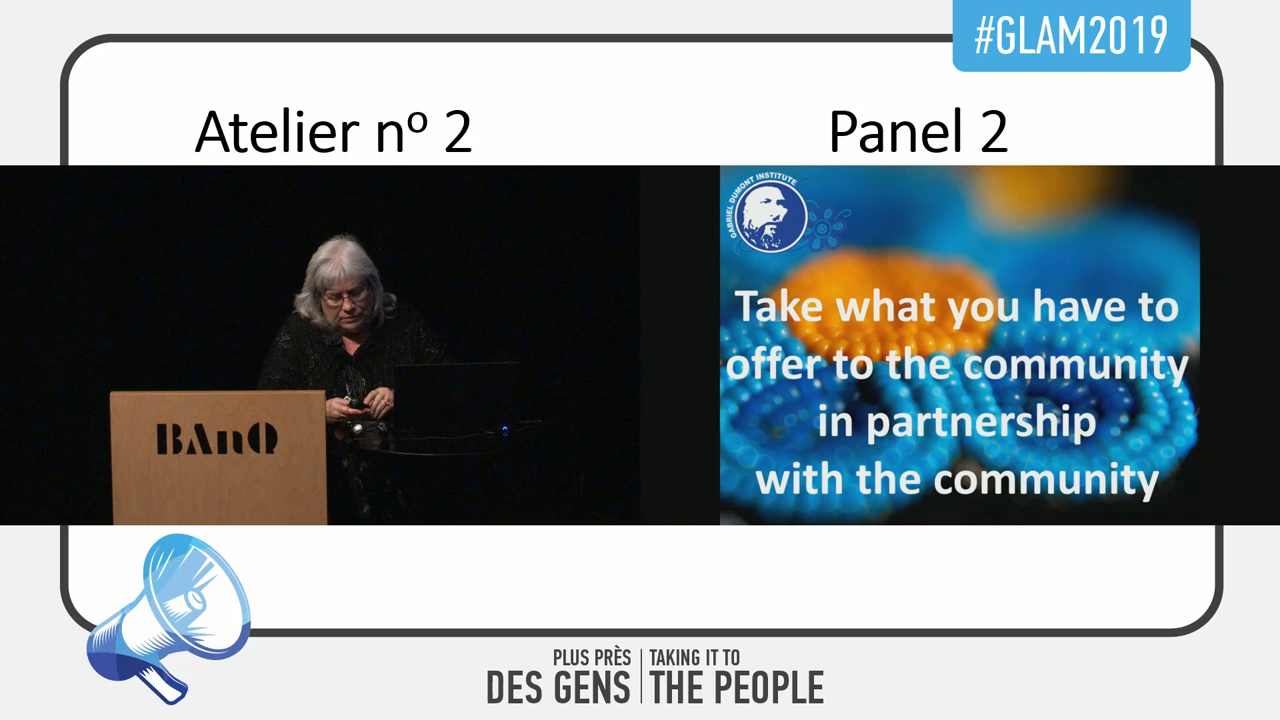 #GLAM2019
Atelier nº 2
Panel 2
GABRIEL DUMONT INSTITUTE
Take what you have to
offer to the community
in partnership
with the community
BAnQ
PLUS PRÈS
DES GENS
TAKING IT TO
THE PEOPLE